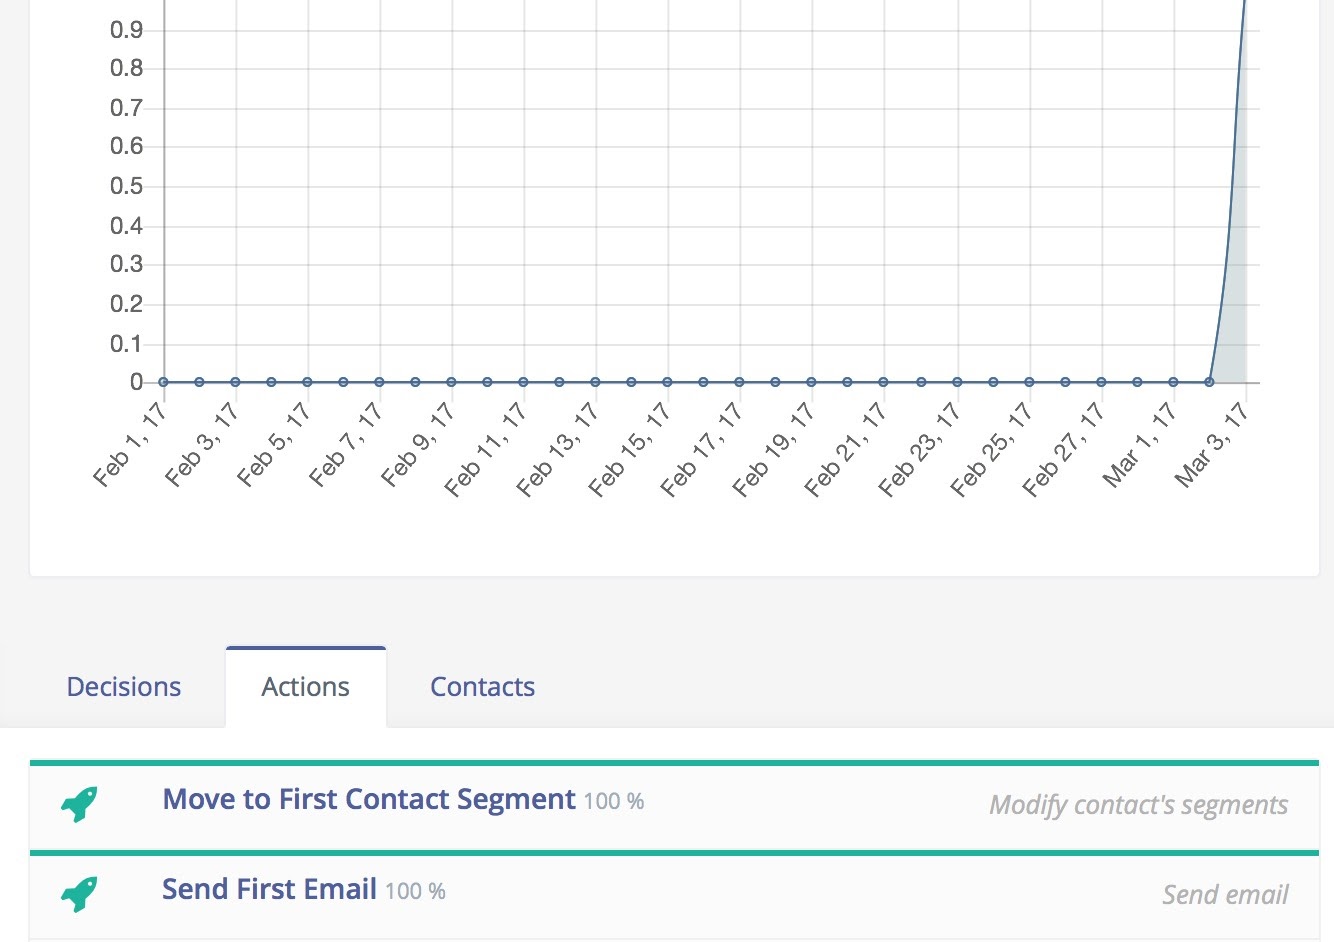 0.9
0.8
0.7
0.6
0.5
0.4
0.3
0.2
0.1
0
Feb 1, 17
Feb 3, 17
Feb 5, 17
Feb 7, 17
Feb 9, 17
Feb 11, 17
Feb 13, 17
Feb 15, 17
Feb 17, 17
Feb 19, 17
Feb 21, 17
Feb 23, 17
Feb 25, 17
Feb 27, 17
Mar 1, 17
Mar 3, 17
Decisions
Actions
Contacts
Move to First Contact Segment 100 %
Modify contact's segments
Send First Email 100 %
Send email